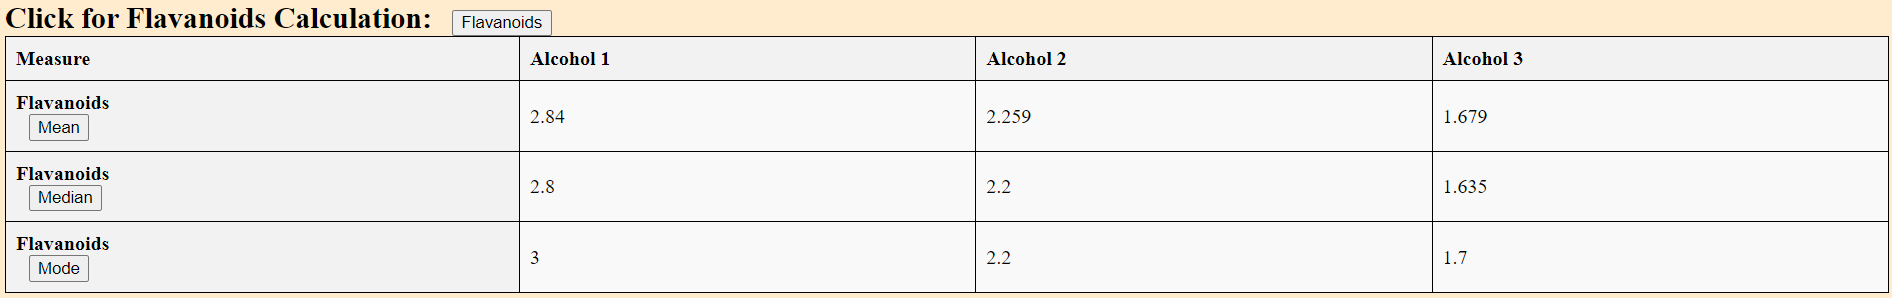 Click for Flavanoids Calculation: Flavanoids
Measure Alcohol 1 Alcohol 2 Alcohol 3
Flavanoids
Mean 2.84 2.259 1.679
Flavanoids
Median 2.8 2.2 1.635
Flavanoids
Mode 3 2.2 1.7